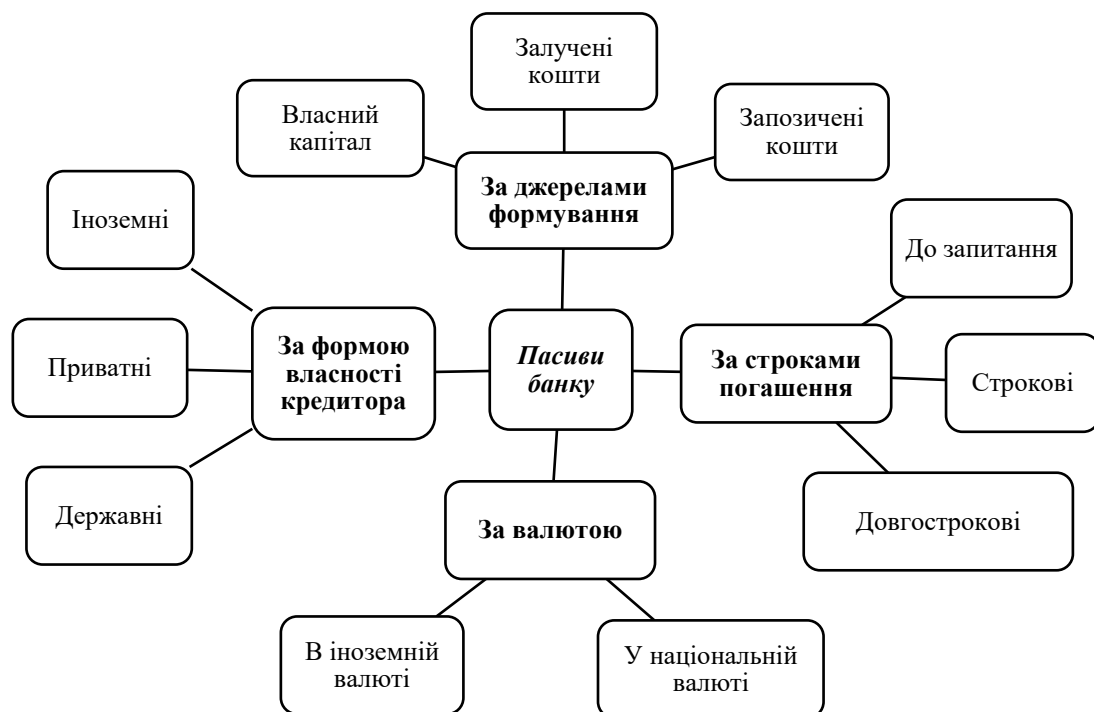 Залучені
кошти
Власний
капітал
Запозичені
кошти
За джерелами
формування
Іноземні
До запитання
Приватні
За формою
власності
кредитора
Пасиви
банку
За строками
погашення
Строкові
Державні
За валютою
Довгострокові
В іноземній
валюті
У національній
валюті